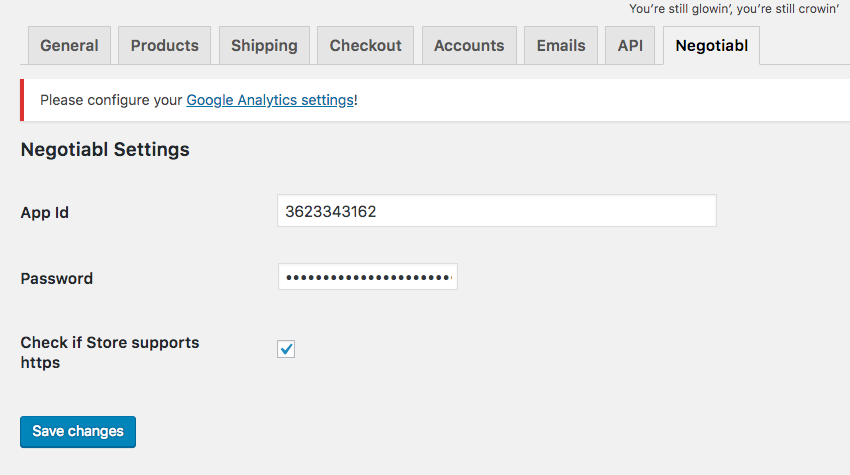 You’re still glowin’, you’re still crowin’
General Products Shipping Checkout Accounts Emails API Negotiabl
Please configure your Google Analytics settings!
Negotiabl Settings
App Id 3623343162
Password ••••••••••••••••••••••
Check if Store supports
https
Save changes